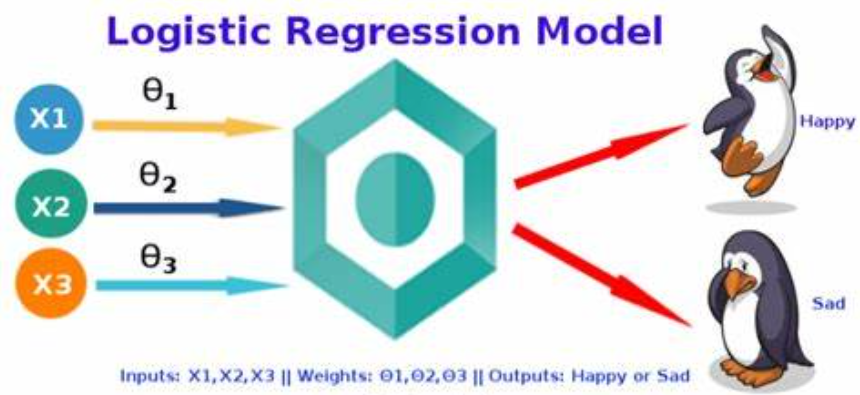 Logistic Regression Model
X1
θ1
X2
θ2
X3
θ3
Happy
Sad
Inputs: X1,X2,X3 || Weights: Θ1,Θ2,Θ3 || Outputs: Happy or Sad